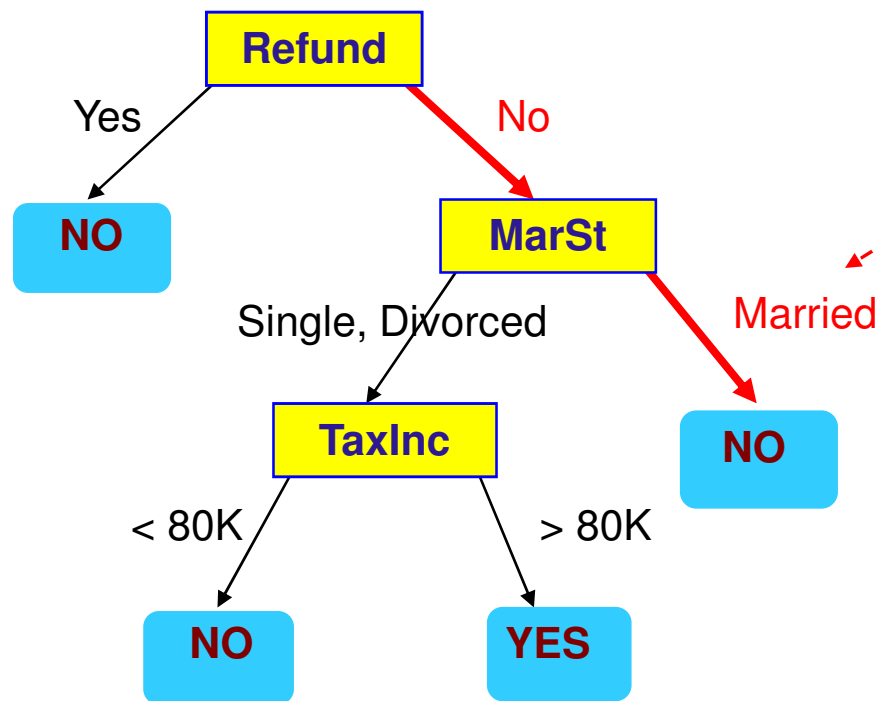 Refund
Yes
No
NO
MarSt
Single, Divorced
Married
TaxInc
NO
< 80K
> 80K
NO
YES